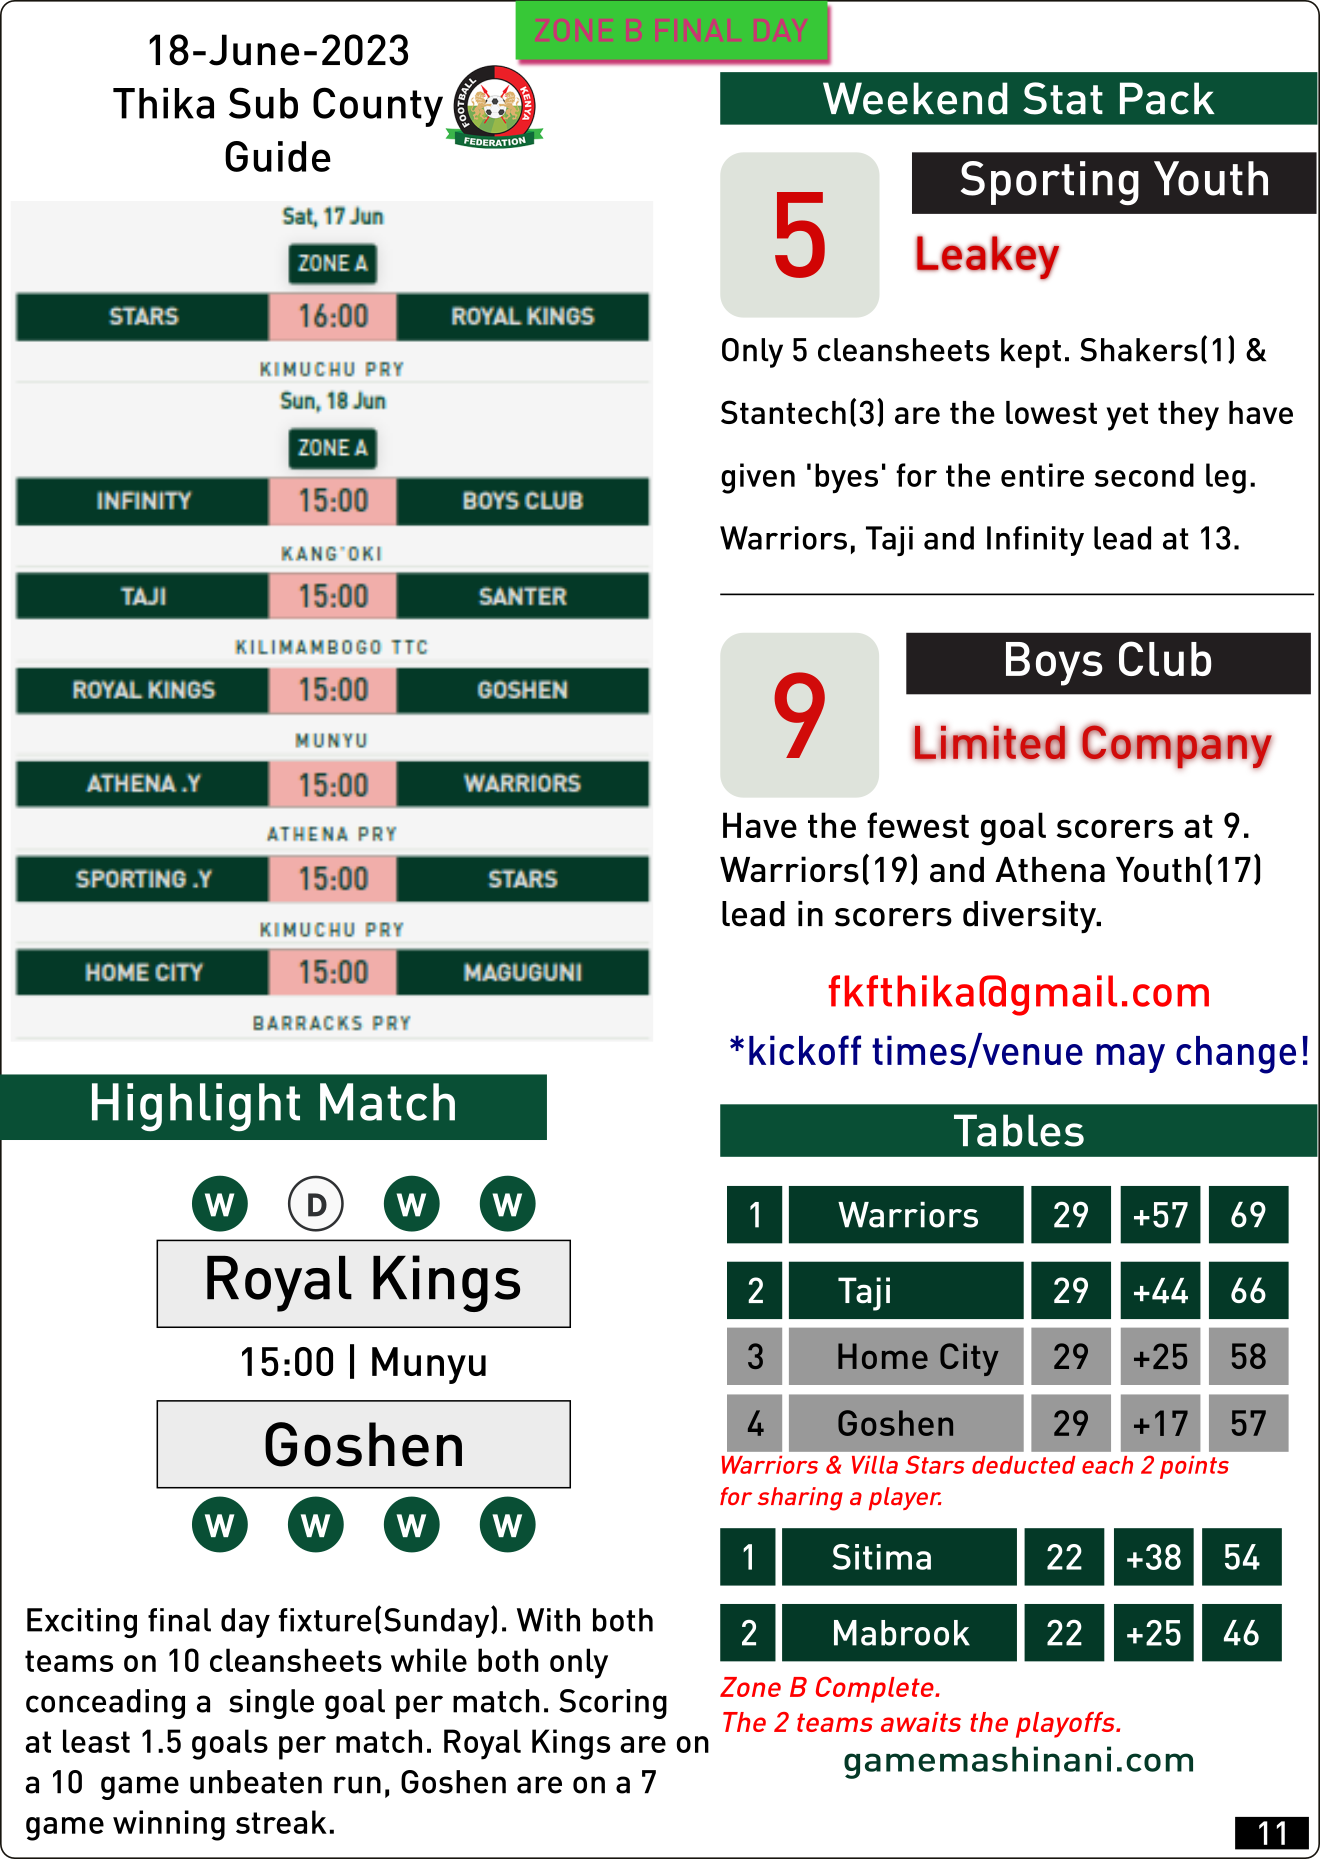 ZONE B FINAL DAY
18-June-2023
Thika Sub County
Guide
FOOTBALL
KENYA
FEDERATION
Sat, 17 Jun
ZONE A
STARS 16:00 ROYAL KINGS
KIMUCHU PRY
Sun, 18 Jun
ZONE A
INFINITY 15:00 BOYS CLUB
KANG'OKI
TAJI 15:00 SANTER
KILIMAMBOGO TTC
ROYAL KINGS 15:00 GOSHEN
MUNYU
ATHENA .Y 15:00 WARRIORS
ATHENA PRY
SPORTING .Y 15:00 STARS
KIMUCHU PRY
HOME CITY 15:00 MAGUGUNI
BARRACKS PRY
Highlight Match
W D W W
Royal Kings
15:00 | Munyu
Goshen
W W W W
Exciting final day fixture(Sunday). With both
teams on 10 cleansheets while both only
conceading a single goal per match. Scoring
at least 1.5 goals per match. Royal Kings are on
a 10 game unbeaten run, Goshen are on a 7
game winning streak.
Weekend Stat Pack
5
Sporting Youth
Leakey
Only 5 cleansheets kept. Shakers(1) &
Stantech(3) are the lowest yet they have
given 'byes' for the entire second leg.
Warriors, Taji and Infinity lead at 13.
9
Boys Club
Limited Company
Have the fewest goal scorers at 9.
Warriors(19) and Athena Youth(17)
lead in scorers diversity.
fkfthika@gmail.com
*kickoff times/venue may change!
Tables
1 Warriors 29 +57 69
2 Taji 29 +44 66
3 Home City 29 +25 58
4 Goshen 29 +17 57
Warriors & Villa Stars deducted each 2 points
for sharing a player.
1 Sitima 22 +38 54
2 Mabrook 22 +25 46
Zone B Complete.
The 2 teams awaits the playoffs.
gamemashinani.com
11